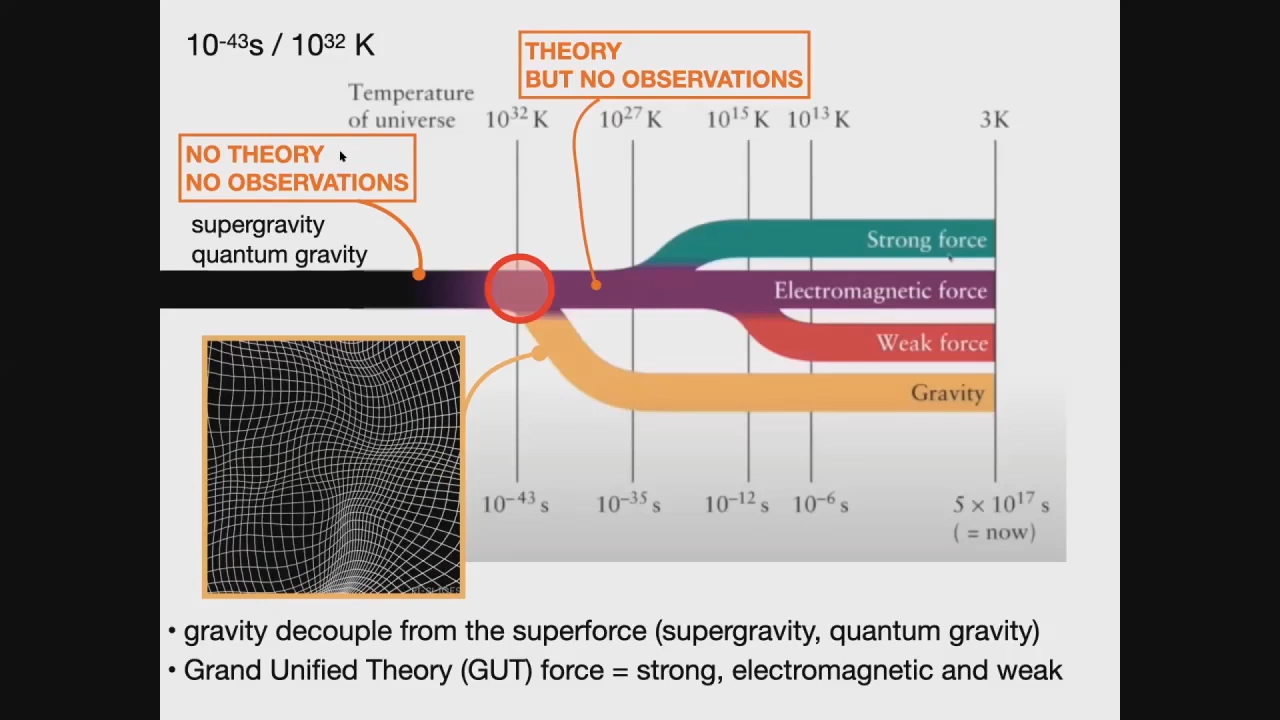 10⁻⁴³s / 10³² K
THEORY
BUT NO OBSERVATIONS
Temperature
of universe
10³² K
10²⁷ K
10¹⁵ K
10¹³ K
3K
NO THEORY
NO OBSERVATIONS
supergravity
quantum gravity
Strong force
Electromagnetic force
Weak force
Gravity
10⁻⁴³ s
10⁻³⁵ s
10⁻¹² s
10⁻⁶ s
5 × 10¹⁷ s
( = now)
• gravity decouple from the superforce (supergravity, quantum gravity)
• Grand Unified Theory (GUT) force = strong, electromagnetic and weak